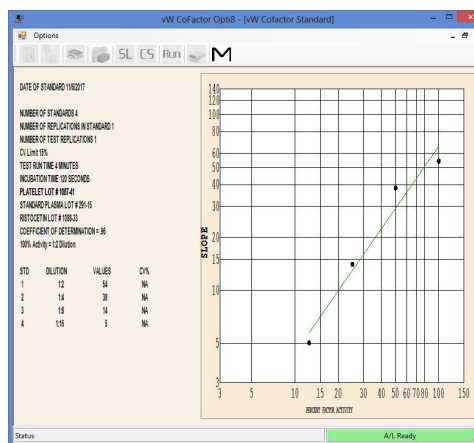 vW CoFactor Opti8 - [vW Cofactor Standard]
Options
SL CS Run M
DATE OF STANDARD 11/6/2017
NUMBER OF STANDARDS 4
NUMBER OF REPLICATIONS IN STANDARD 1
NUMBER OF TEST REPLICATIONS 1
CV Limit 15%
TEST RUN TIME 4 MINUTES
INCUBATION TIME 120 SECONDS
PLATELET LOT # 1087-41
STANDARD PLASMA LOT # 291-15
RISTOCETIN LOT # 1088-33
COEFFICIENT OF DETERMINATION = .96
100% Activity = 1:2 Dilution
STD DILUTION VALUES CV%
1 1:2 54 NA
2 1:4 38 NA
3 1:8 14 NA
4 1:16 5 NA
SLOPE
140
120
100
80
60
50
40
30
20
15
10
5
3
3 5 10 15 20 30 40 50 60 70 80 100 150
PERCENT FACTOR ACTIVITY
Status A/L Ready